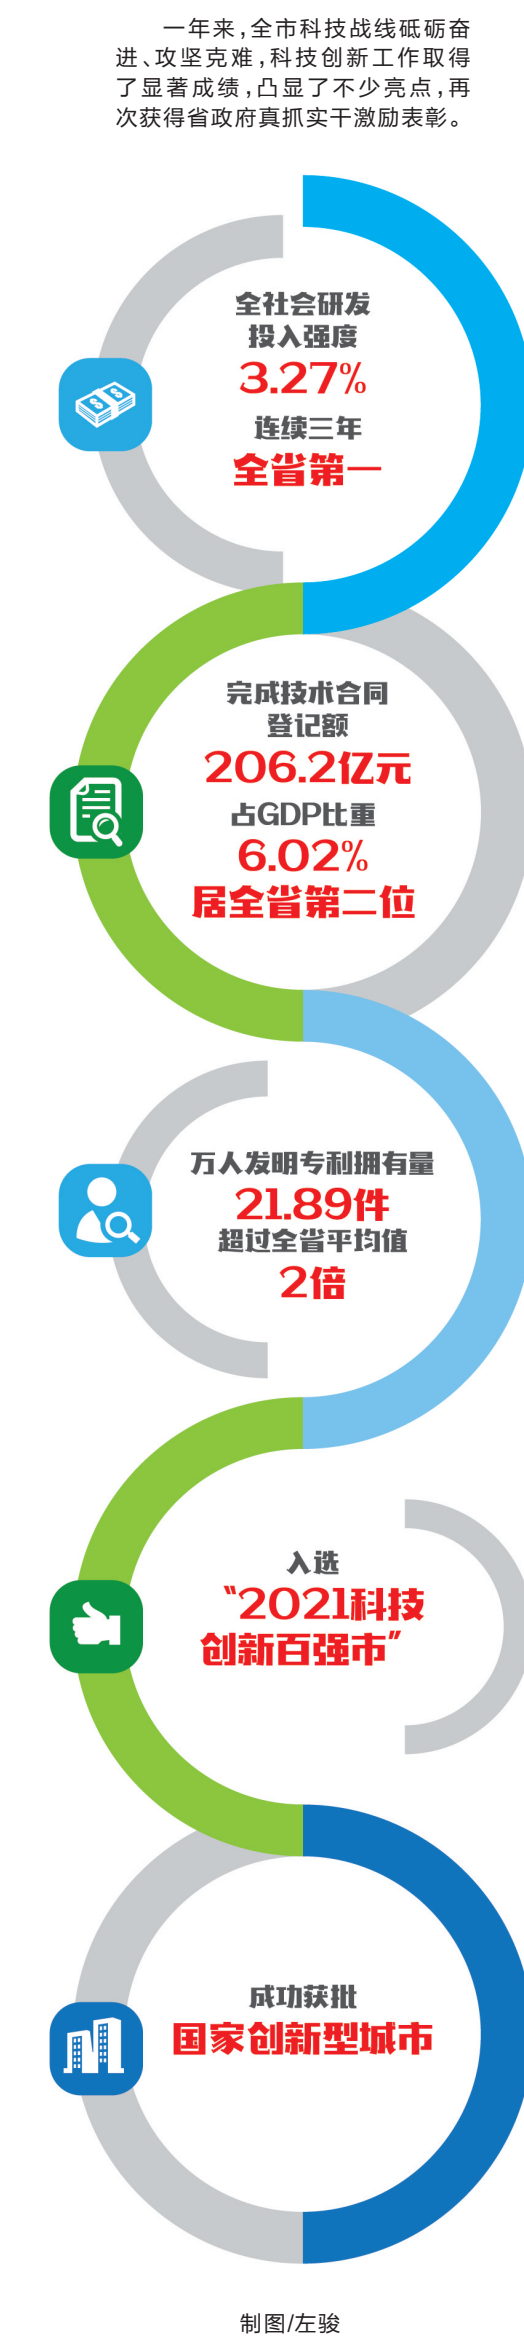 一年来,全市科技战线砥砺奋
进、攻坚克难,科技创新工作取得
了显著成绩,凸显了不少亮点,再
次获得省政府真抓实干激励表彰。
全社会研发
投入强度
3.27%
连续三年
全省第一
完成技术合同
登记额
206.2亿元
占GDP比重
6.02%
居全省第二位
万人发明专利拥有量
21.89件
超过全省平均值
2倍
入选
“2021科技
创新百强市”
成功获批
国家创新型城市
制图/左骏